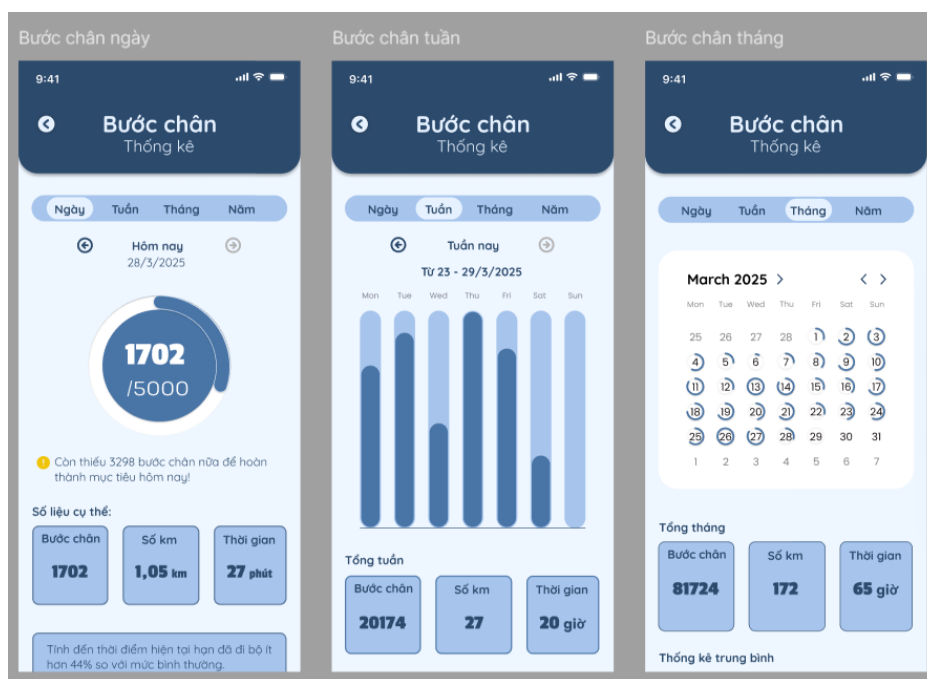 Bước chân ngày
9:41
Bước chân
Thống kê
Ngày Tuần Tháng Năm
Hôm nay
28/3/2025
1702
/5000
! Còn thiếu 3298 bước chân nữa để hoàn
thành mục tiêu hôm nay!
Số liệu cụ thể:
Bước chân Số km Thời gian
1702 1,05 km 27 phút
Tính đến thời điểm hiện tại hạn đã đi bộ ít
hơn 44% so với mức bình thường.
Bước chân tuần
9:41
Bước chân
Thống kê
Ngày Tuần Tháng Năm
Tuần nay
Từ 23 - 29/3/2025
Mon Tue Wed Thu Fri Sat Sun
Tổng tuần
Bước chân Số km Thời gian
20174 27 20 giờ
Bước chân tháng
9:41
Bước chân
Thống kê
Ngày Tuần Tháng Năm
March 2025
Mon Tue Wed Thu Fri Sat Sun
25 26 27 28 1 2 3
4 5 6 7 8 9 10
11 12 13 14 15 16 17
18 19 20 21 22 23 24
25 26 27 28 29 30 31
1 2 3 4 5 6 7
Tổng tháng
Bước chân Số km Thời gian
81724 172 65 giờ
Thống kê trung bình